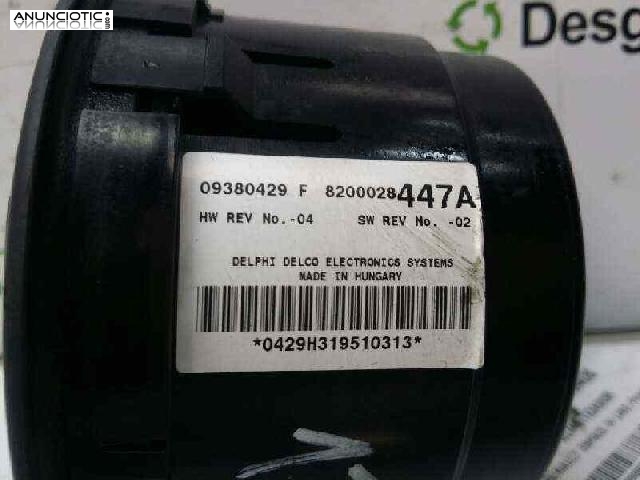 ANUNCIOTIC
Desg
09380429 F 8200028447A
HW REV No.-04 SW REV No. -02
DELPHI DELCO ELECTRONICS SYSTEMS
MADE IN HUNGARY
*0429H319510313*